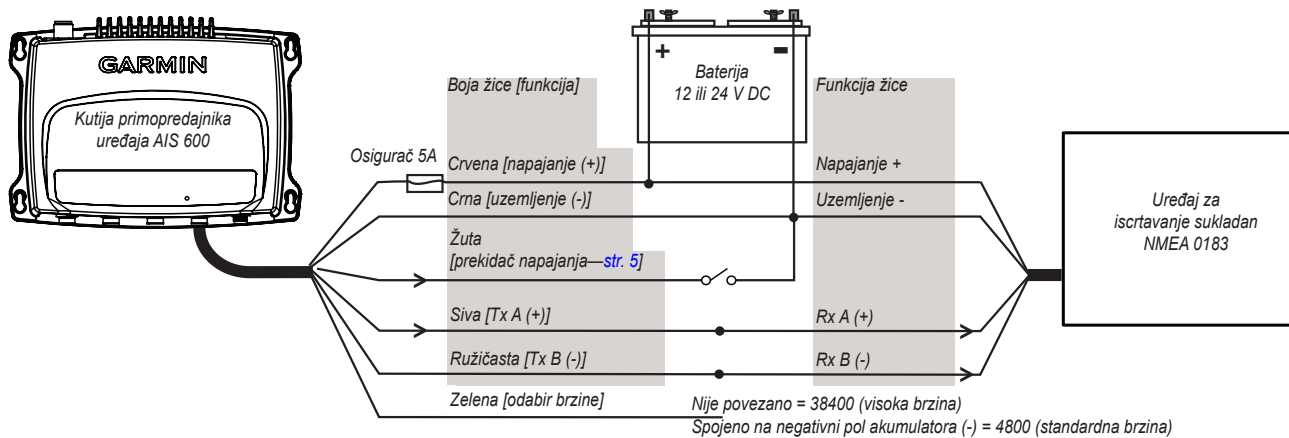 GARMIN
Kutija primopredajnika
uređaja AIS 600
+
-
Baterija
12 ili 24 V DC
Boja žice [funkcija]
Funkcija žice
Osigurač 5A
Crvena [napajanje (+)]
Napajanje +
Crna [uzemljenje (-)]
Uzemljenje -
Žuta
[prekidač napajanja—str. 5]
Siva [Tx A (+)]
Rx A (+)
Ružičasta [Tx B (-)]
Rx B (-)
Zelena [odabir brzine]
Nije povezano = 38400 (visoka brzina)
Spojeno na negativni pol akumulatora (-) = 4800 (standardna brzina)
Uređaj za
iscrtavanje sukladan
NMEA 0183